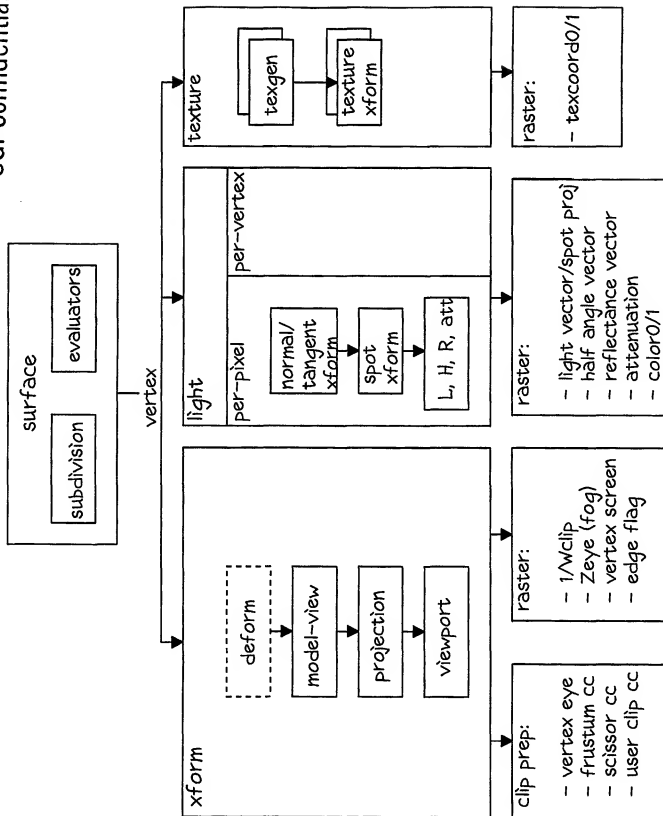 surface
subdivision
evaluators
vertex
xform
deform
model-view
projection
viewport
light
per-pixel
per-vertex
normal/
tangent
xform
spot
xform
L, H, R, att
texture
texgen
texture
xform
clip prep:
- vertex eye
- frustum cc
- scissor cc
- user clip cc
raster:
- 1/Wclip
- Zeye (fog)
- vertex screen
- edge flag
raster:
- light vector/spot proj
- half angle vector
- reflectance vector
- attenuation
- color0/1
raster:
- texcoord0/1